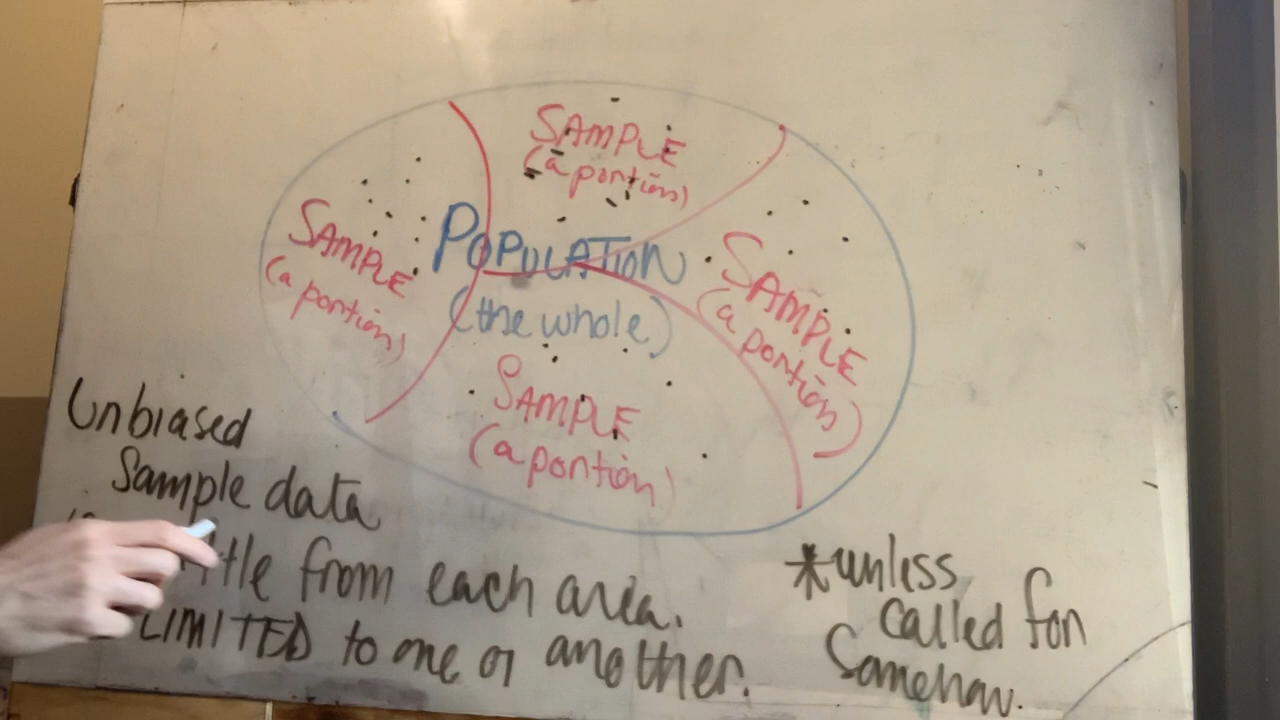 SAMPLE
(a portion)
POPULATION
(the whole)
SAMPLE
(a portion)
SAMPLE
(a portion)
SAMPLE
(a portion)
Unbiased
Sample data
from each area.
LIMITED to one or another.
*unless
called for
Somehow.